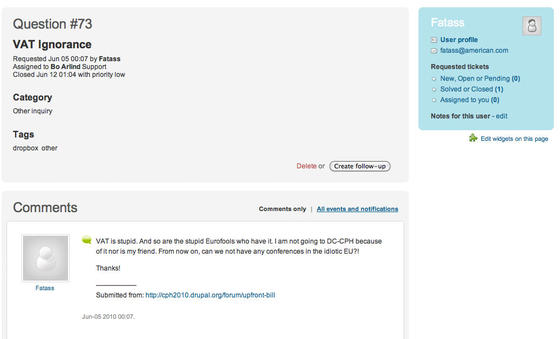 Question #73
VAT Ignorance
Requested Jun 05 00:07 by Fatass
Assigned to Bo Arlind Support
Closed Jun 12 01:04 with priority low
Category
Other inquiry
Tags
dropbox other
Delete or Create follow-up
Fatass
User profile
fatass@american.com
Requested tickets
New, Open or Pending (0)
Solved or Closed (1)
Assigned to you (0)
Notes for this user - edit
Edit widgets on this page
Comments
Comments only | All events and notifications
Fatass
VAT is stupid. And so are the stupid Eurofools who have it. I am not going to DC-CPH because
of it nor is my friend. From now on, can we not have any conferences in the idiotic EU?!
Thanks!
Submitted from: http://cph2010.drupal.org/forum/upfront-bill
Jun-05 2010 00:07.